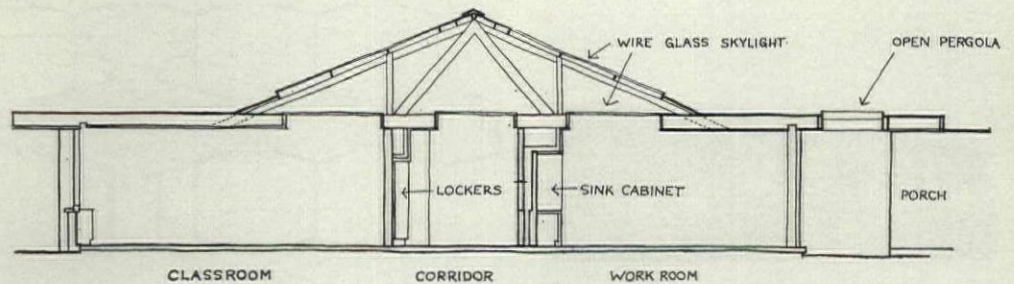 WIRE GLASS SKYLIGHT.
OPEN PERGOLA
LOCKERS
SINK CABINET
PORCH
CLASSROOM
CORRIDOR
WORK ROOM